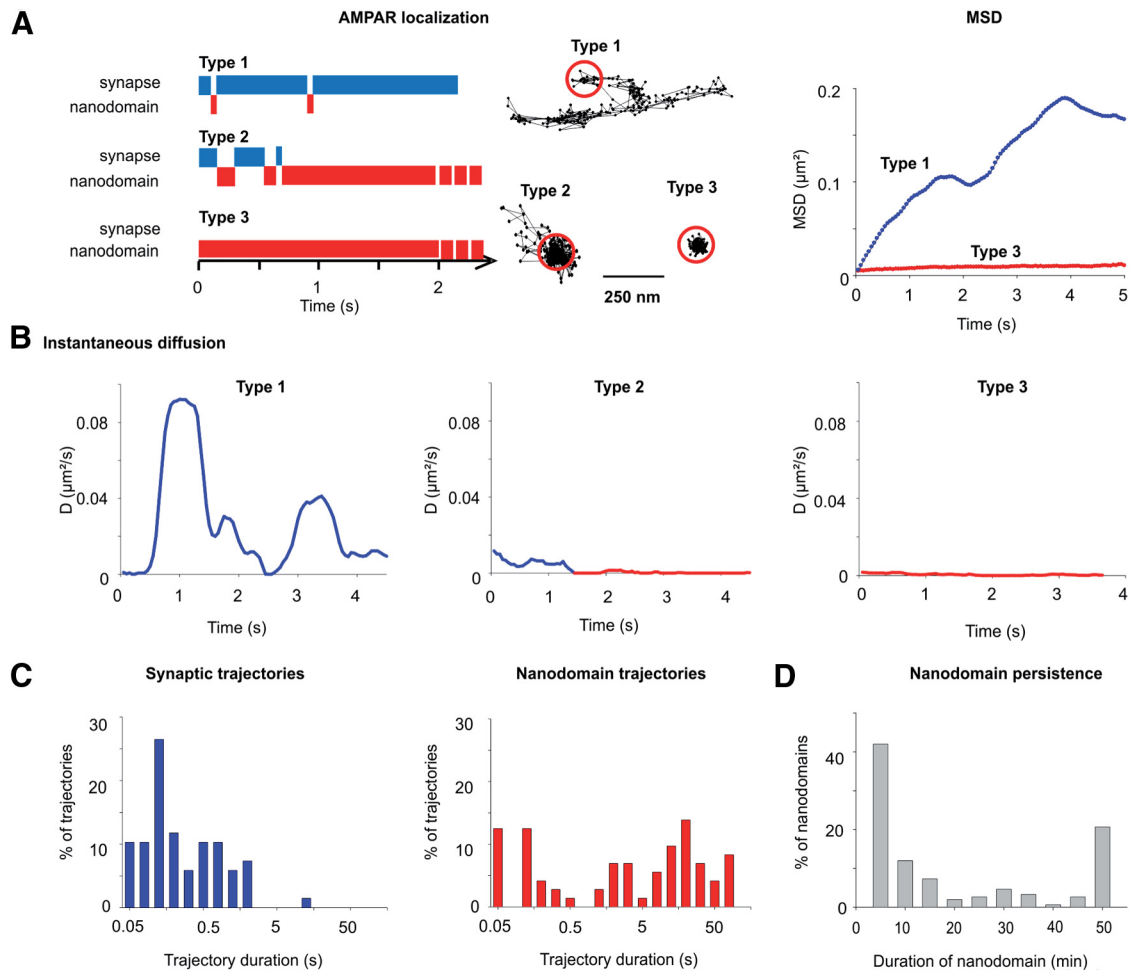 A
AMPAR localization
MSD
Type 1
synapse
nanodomain
Type 2
synapse
nanodomain
Type 3
synapse
nanodomain
0 1 2
Time (s)
Type 1
Type 2
Type 3
250 nm
MSD (µm²)
0.2
0.1
0
Type 1
Type 3
0 1 2 3 4 5
Time (s)
B
Instantaneous diffusion
Type 1
D (µm²/s)
0.08
0.04
0
0 1 2 3 4
Time (s)
Type 2
D (µm²/s)
0.08
0.04
0
0 1 2 3 4
Time (s)
Type 3
D (µm²/s)
0.08
0.04
0
0 1 2 3 4
Time (s)
C
Synaptic trajectories
% of trajectories
30
20
10
0
0.05 0.5 5 50
Trajectory duration (s)
Nanodomain trajectories
% of trajectories
30
20
10
0
0.05 0.5 5 50
Trajectory duration (s)
D
Nanodomain persistence
% of nanodomains
40
20
0
0 10 20 30 40 50
Duration of nanodomain (min)